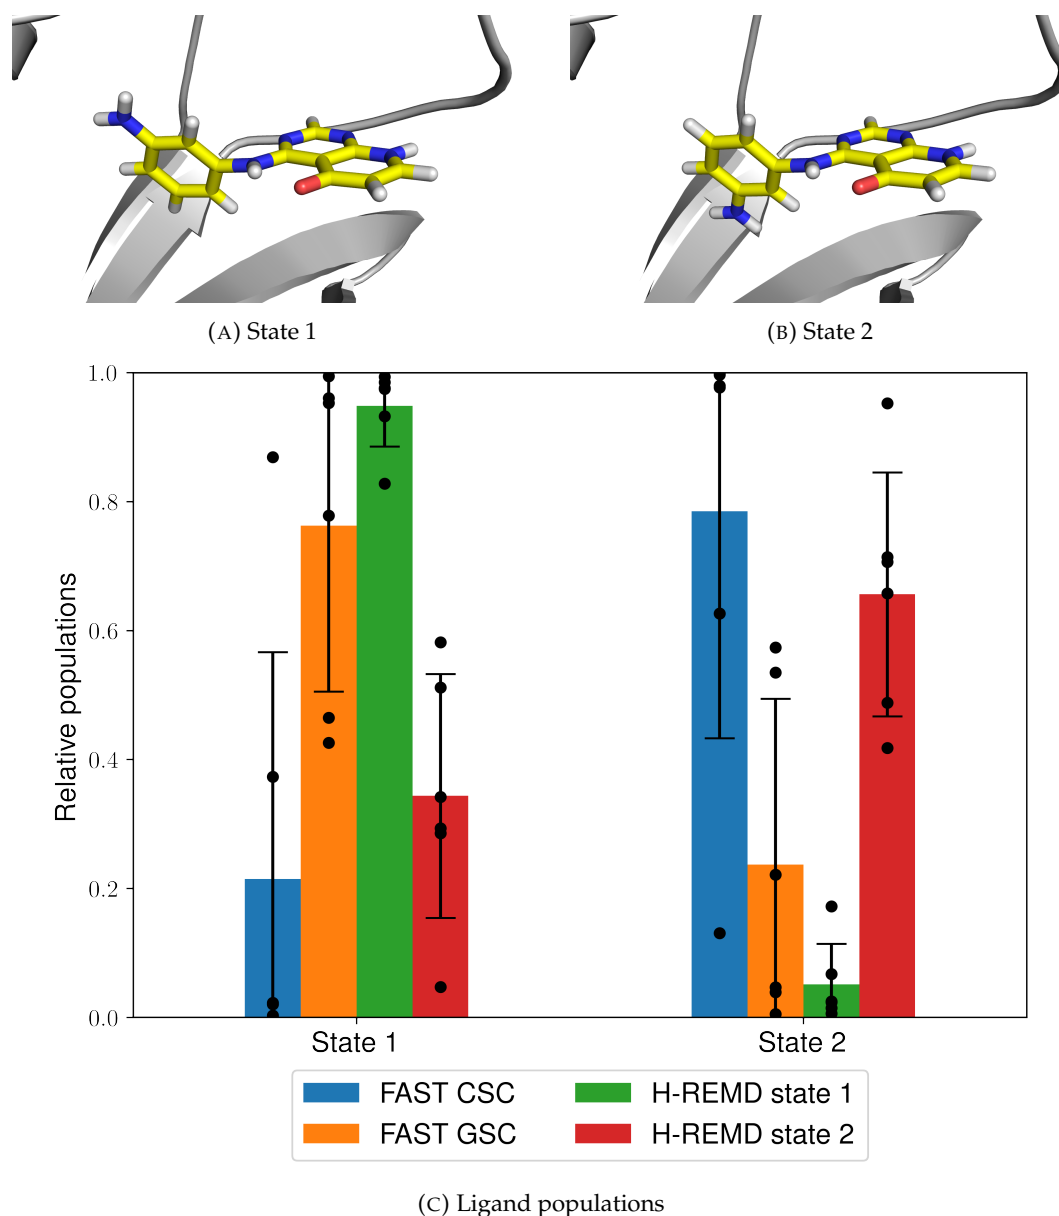 (A) State 1
(B) State 2
1.0
0.8
0.6
0.4
0.2
0.0
Relative populations
State 1
State 2
FAST CSC
H-REMD state 1
FAST GSC
H-REMD state 2
(C) Ligand populations